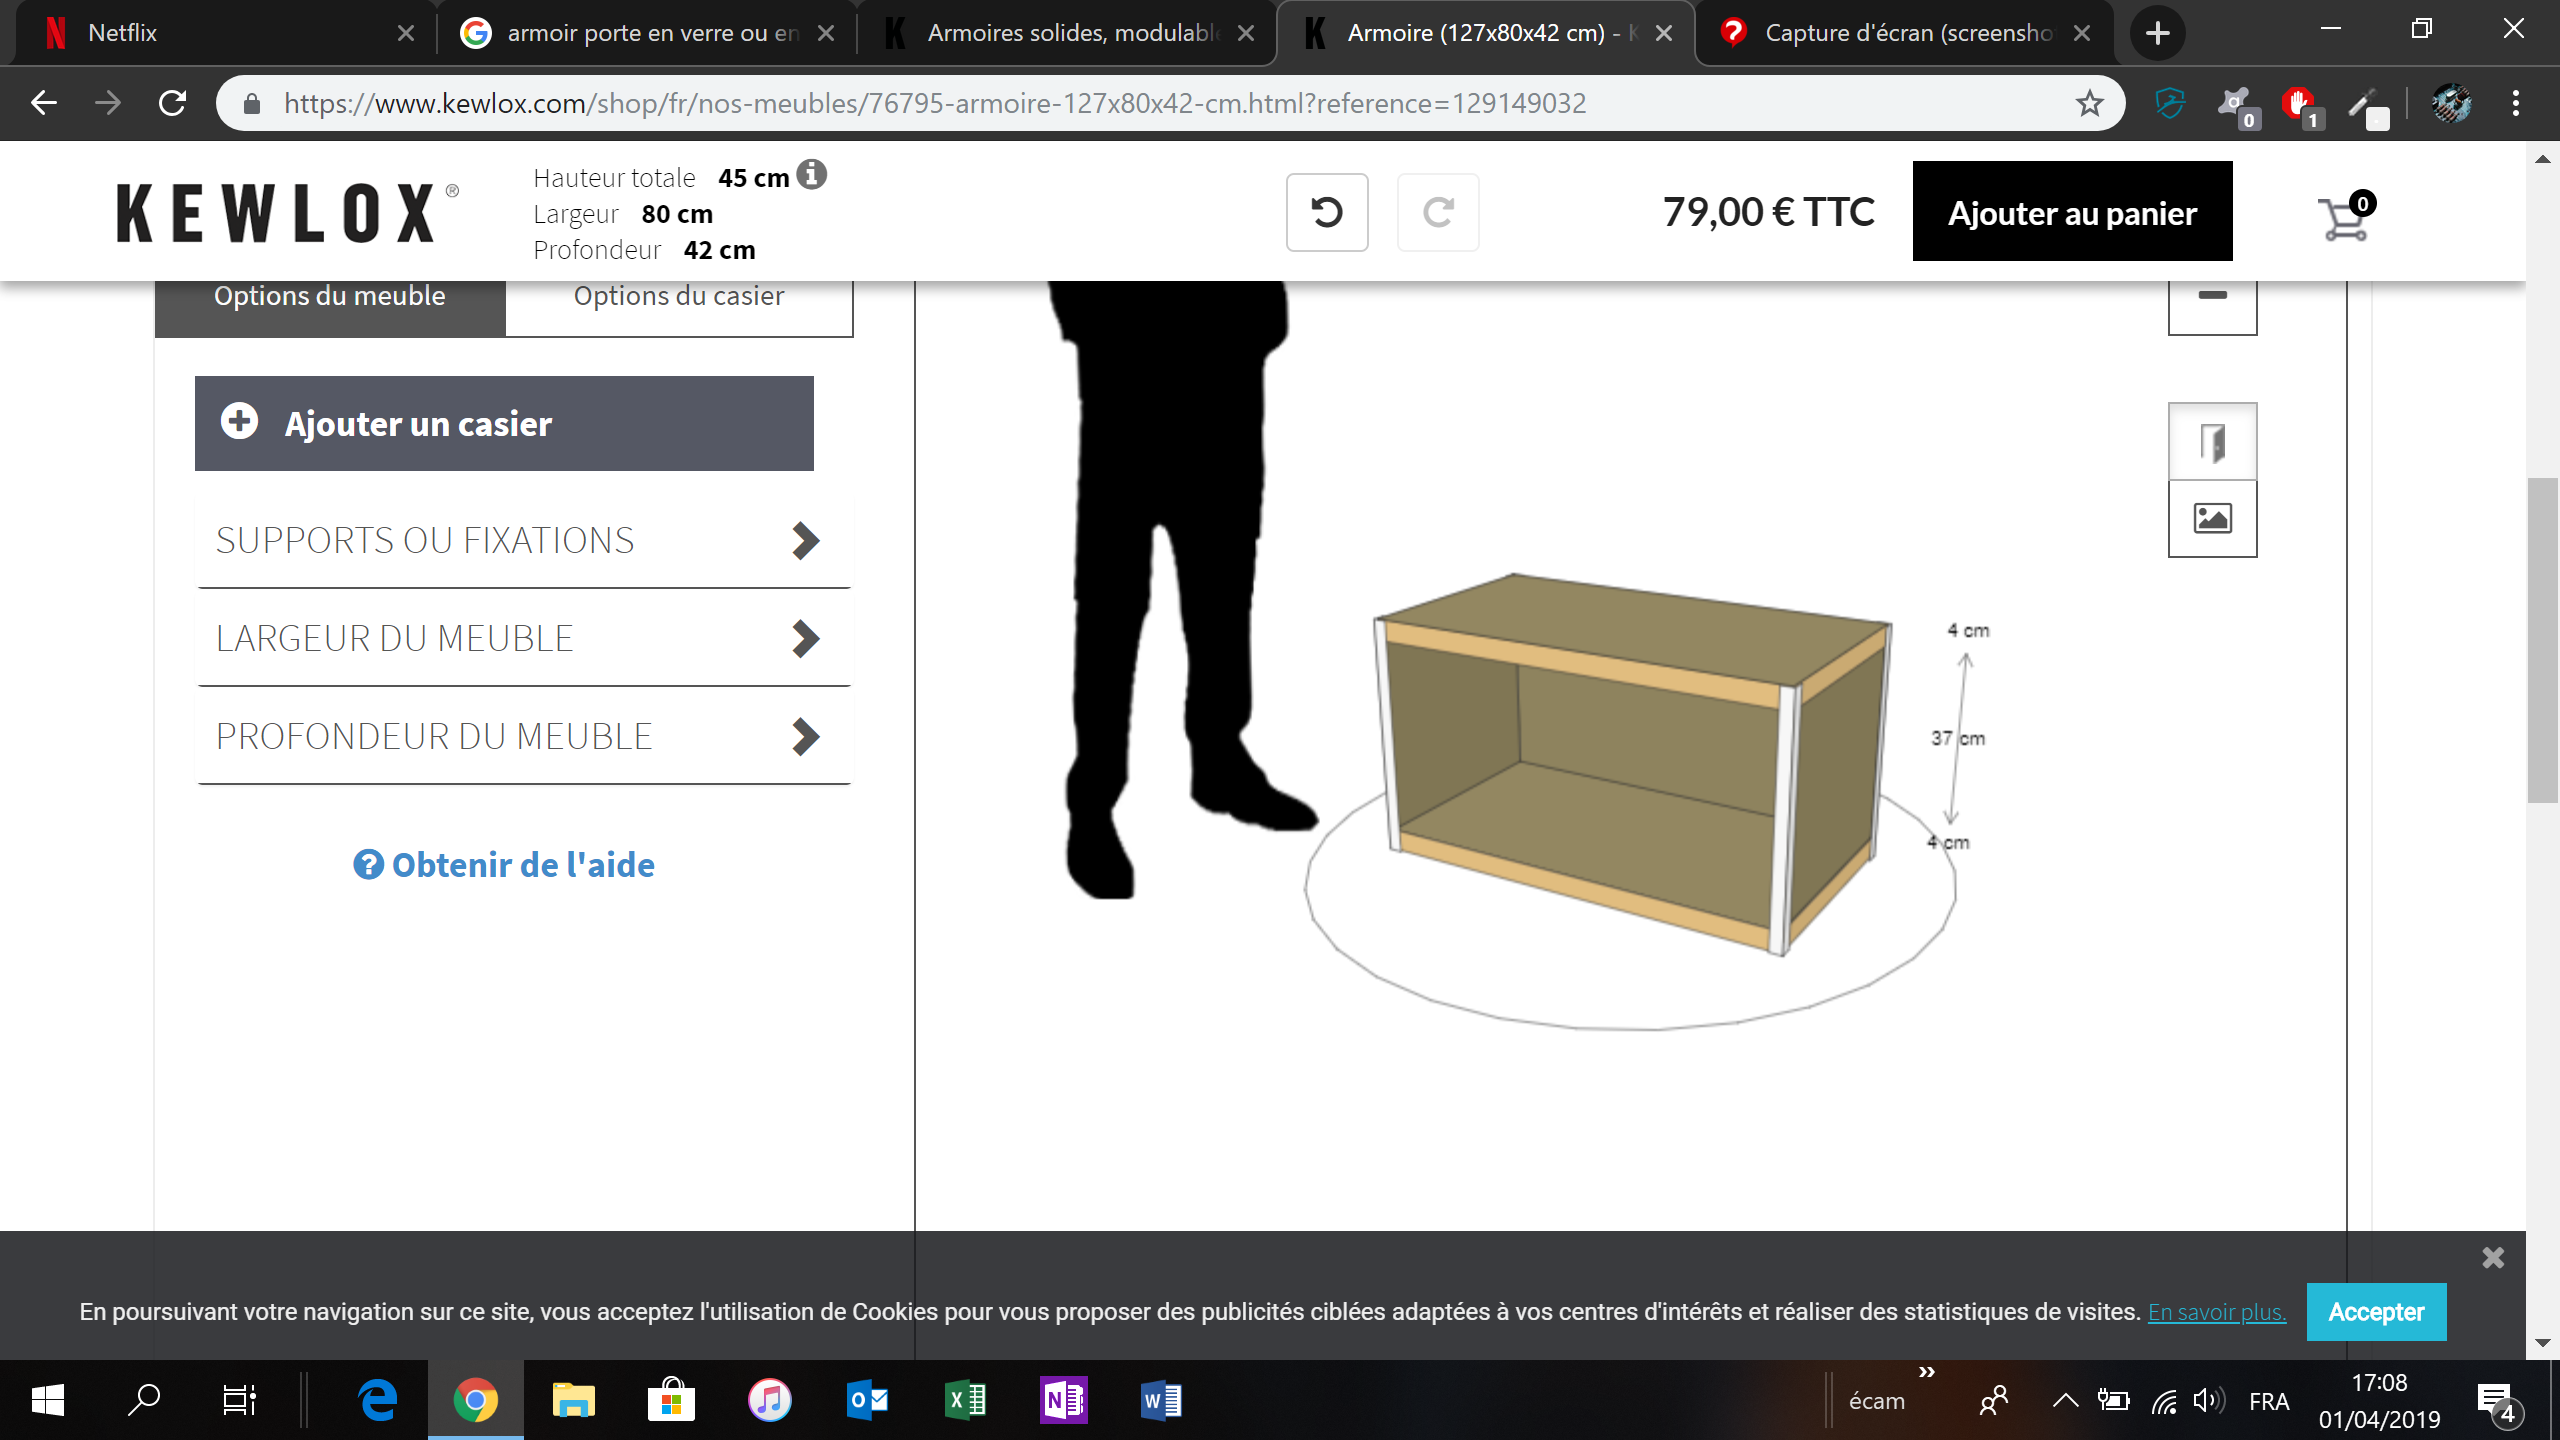 Netflix
armoir porte en verre ou en
Armoires solides, modulable
Armoire (127x80x42 cm) - K
Capture d'écran (screensho
https://www.kewlox.com/shop/fr/nos-meubles/76795-armoire-127x80x42-cm.html?reference=129149032
0
1
KEWLOX®
Hauteur totale 45 cm
Largeur 80 cm
Profondeur 42 cm
79,00 € TTC
Ajouter au panier
0
Options du meuble
Options du casier
Ajouter un casier
SUPPORTS OU FIXATIONS
LARGEUR DU MEUBLE
PROFONDEUR DU MEUBLE
Obtenir de l'aide
4 cm
37 cm
4 cm
En poursuivant votre navigation sur ce site, vous acceptez l'utilisation de Cookies pour vous proposer des publicités ciblées adaptées à vos centres d'intérêts et réaliser des statistiques de visites. En savoir plus.
Accepter
écam
FRA
17:08
01/04/2019
4